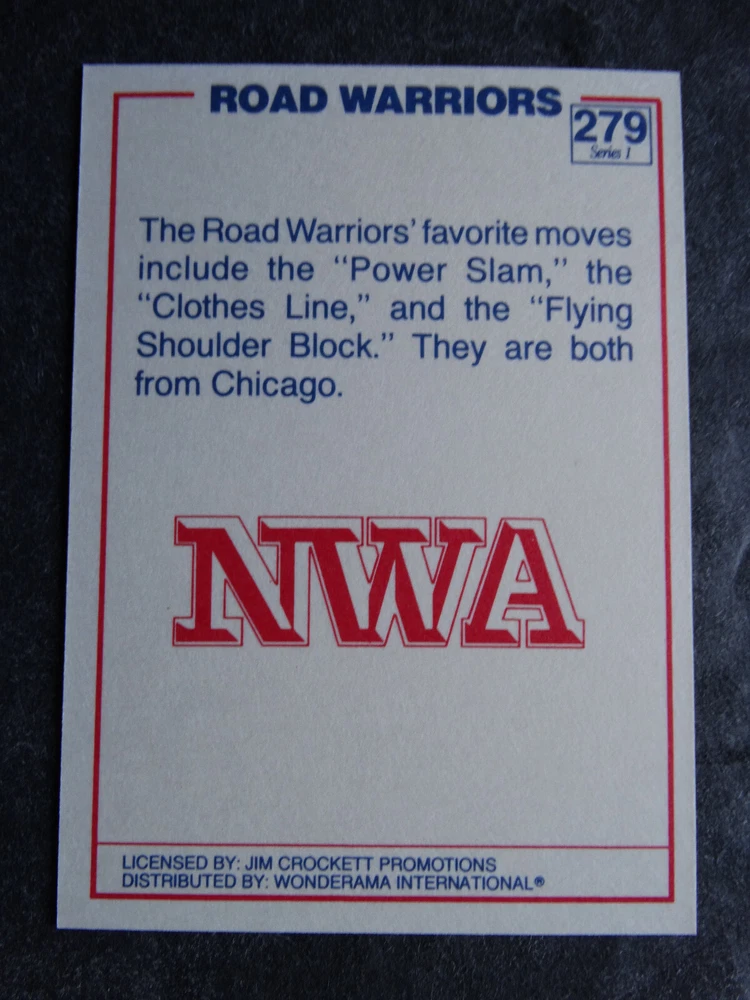 ROAD WARRIORS
279
Series 1
The Road Warriors' favorite moves
include the "Power Slam," the
"Clothes Line," and the "Flying
Shoulder Block." They are both
from Chicago.
NWA
LICENSED BY: JIM CROCKETT PROMOTIONS
DISTRIBUTED BY: WONDERAMA INTERNATIONAL®